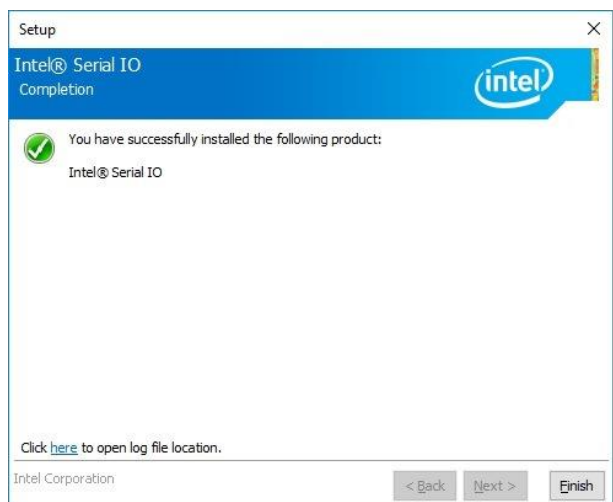 Setup
Intel® Serial IO
Completion
intel
You have successfully installed the following product:
Intel® Serial IO
Click here to open log file location.
Intel Corporation
< Back Next > Finish